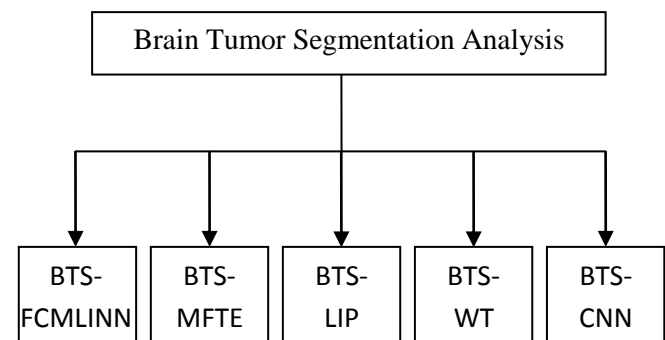 Brain Tumor Segmentation Analysis
BTS-
FCMLINN
BTS-
MFTE
BTS-
LIP
BTS-
WT
BTS-
CNN